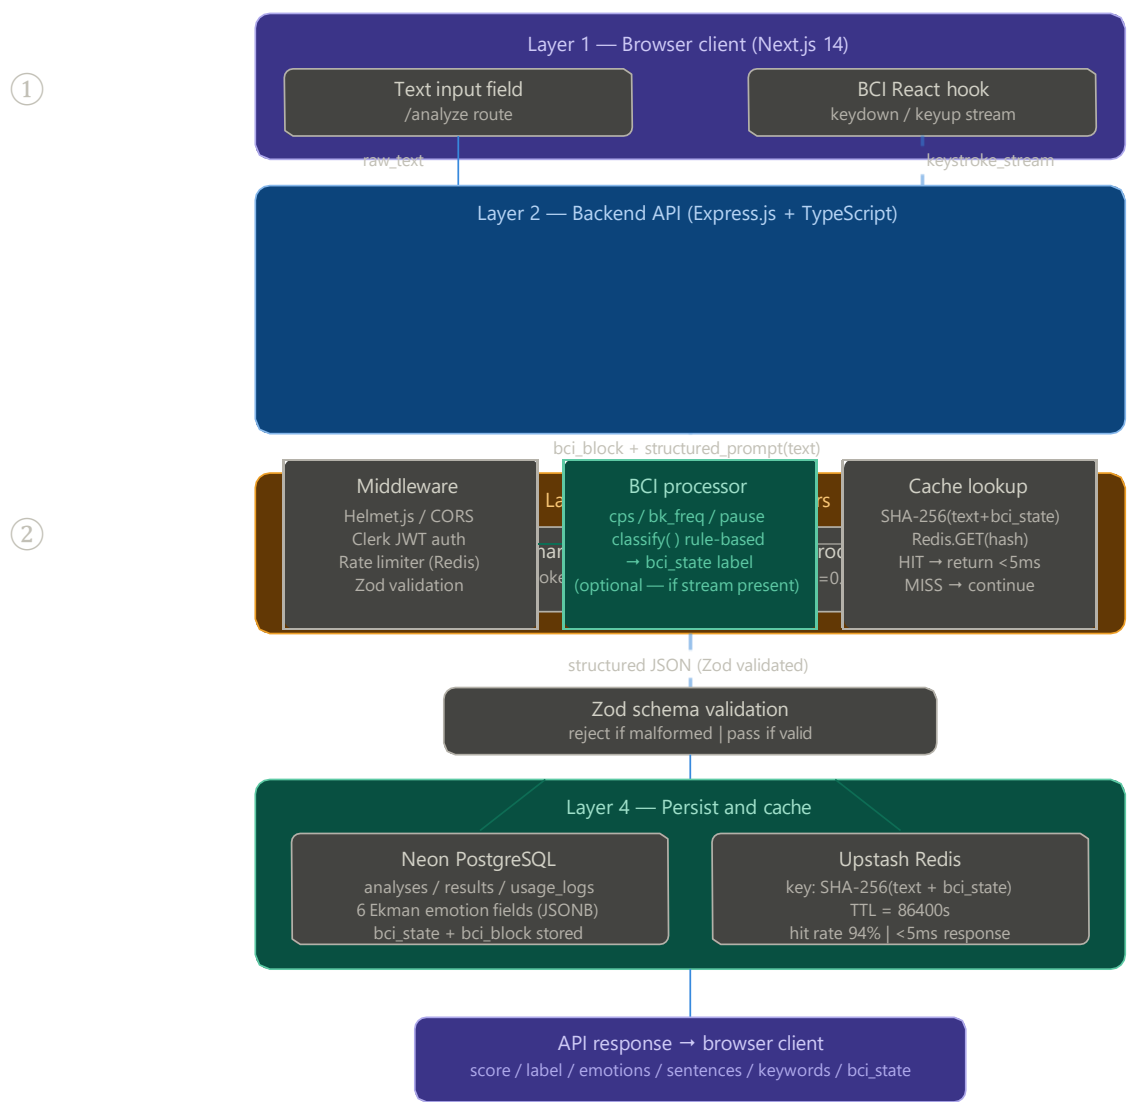 ①
Layer 1 — Browser client (Next.js 14)
Text input field
/analyze route
BCI React hook
keydown / keyup stream
raw_text
keystroke_stream
Layer 2 — Backend API (Express.js + TypeScript)
bci_block + structured_prompt(text)
②
Middleware
Helmet.js / CORS
Clerk JWT auth
Rate limiter (Redis)
Zod validation
BCI processor
cps / bk_freq / pause
classify( ) rule-based
→ bci_state label
(optional — if stream present)
Cache lookup
SHA-256(text+bci_state)
Redis.GET(hash)
HIT → return <5ms
MISS → continue
structured JSON (Zod validated)
Zod schema validation
reject if malformed | pass if valid
Layer 4 — Persist and cache
Neon PostgreSQL
analyses / results / usage_logs
6 Ekman emotion fields (JSONB)
bci_state + bci_block stored
Upstash Redis
key: SHA-256(text + bci_state)
TTL = 86400s
hit rate 94% | <5ms response
API response → browser client
score / label / emotions / sentences / keywords / bci_state